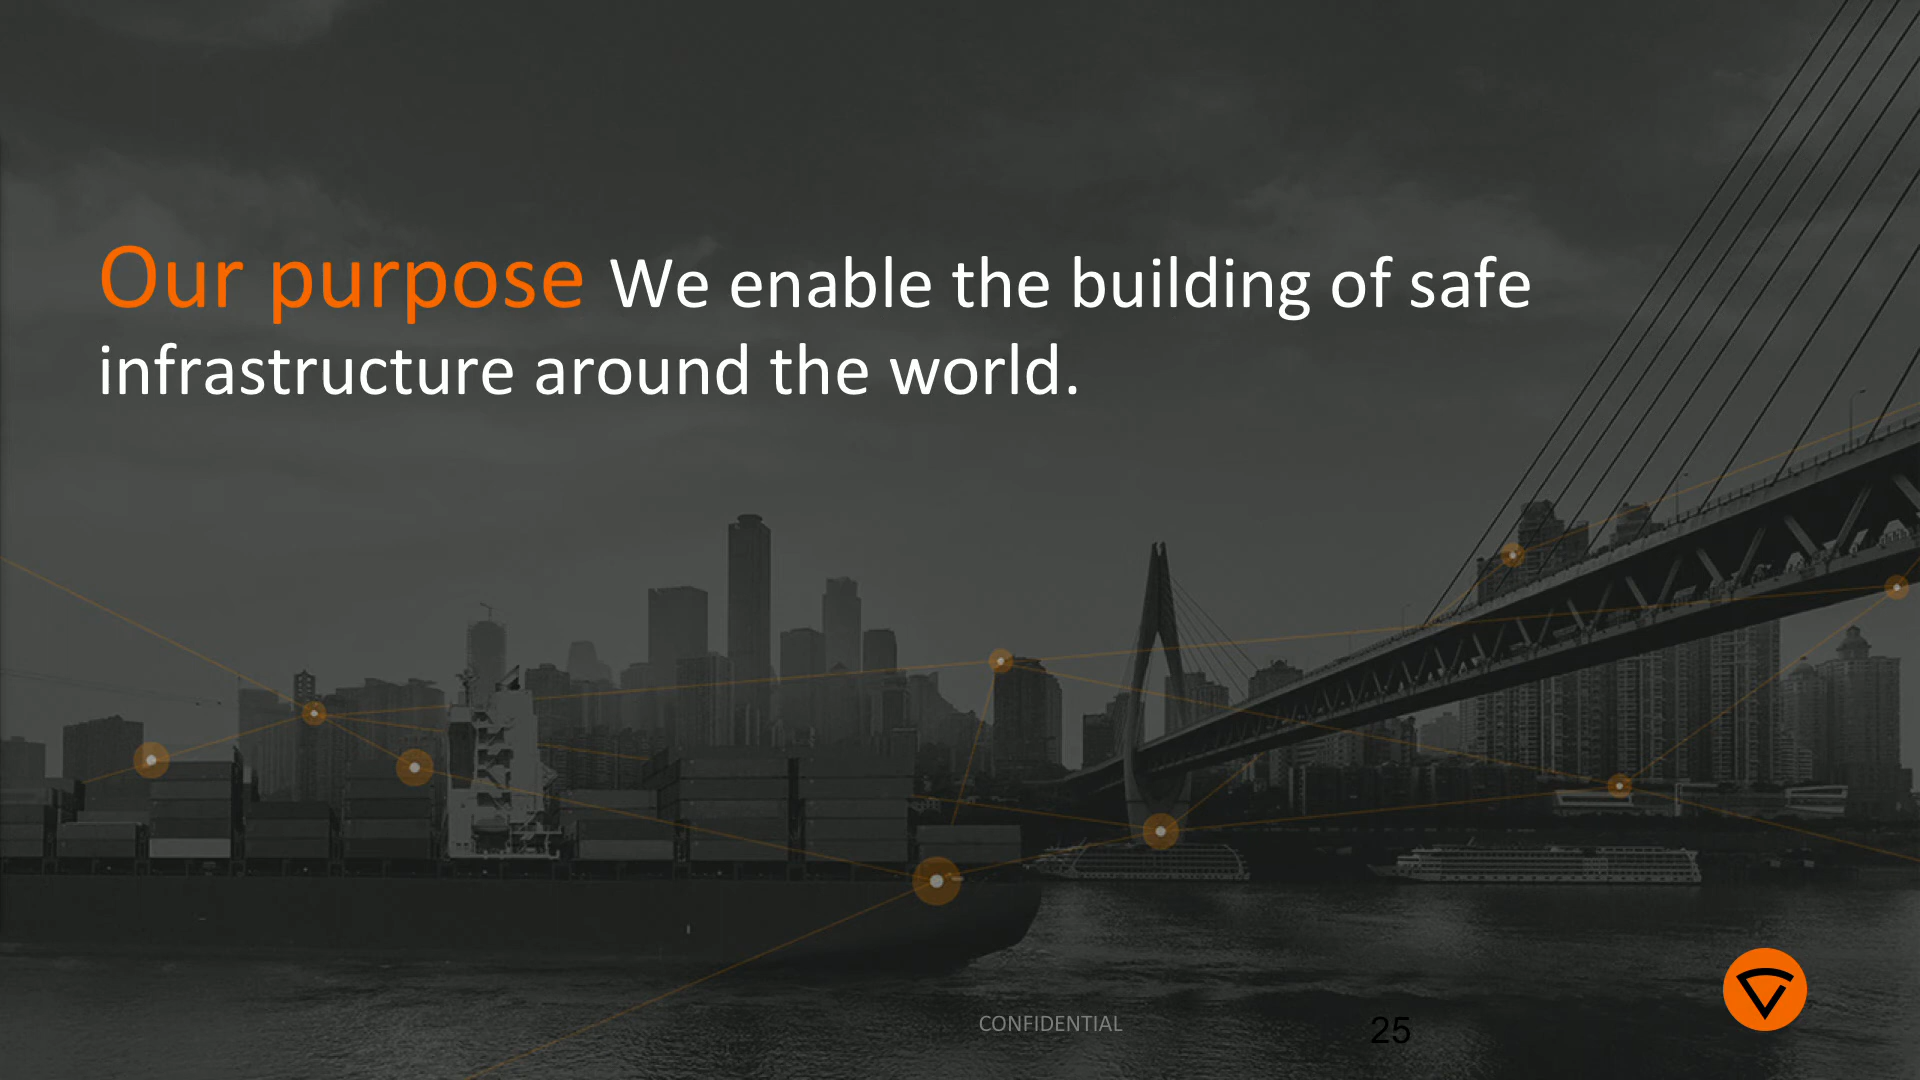 Our purpose We enable the building of safe
infrastructure around the world.
CONFIDENTIAL
25